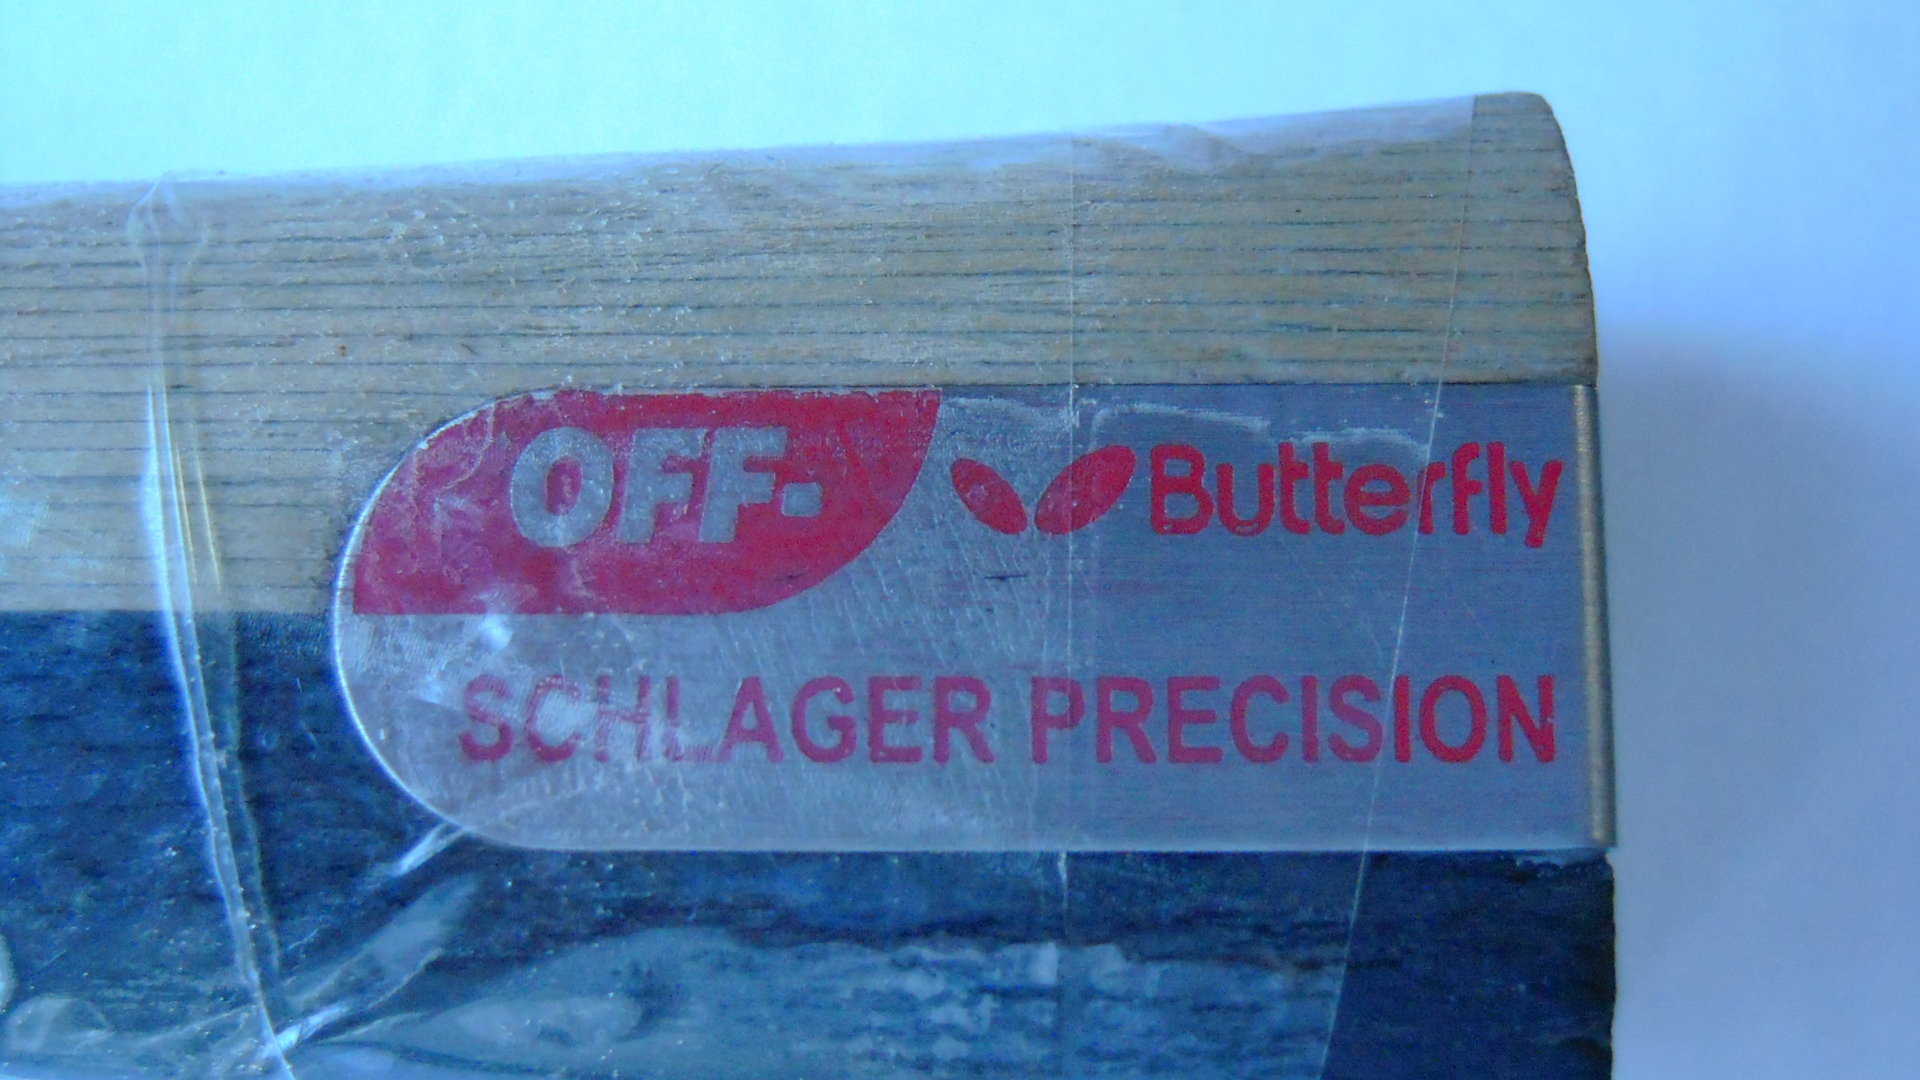 OFF-
Butterfly
SCHLAGER PRECISION